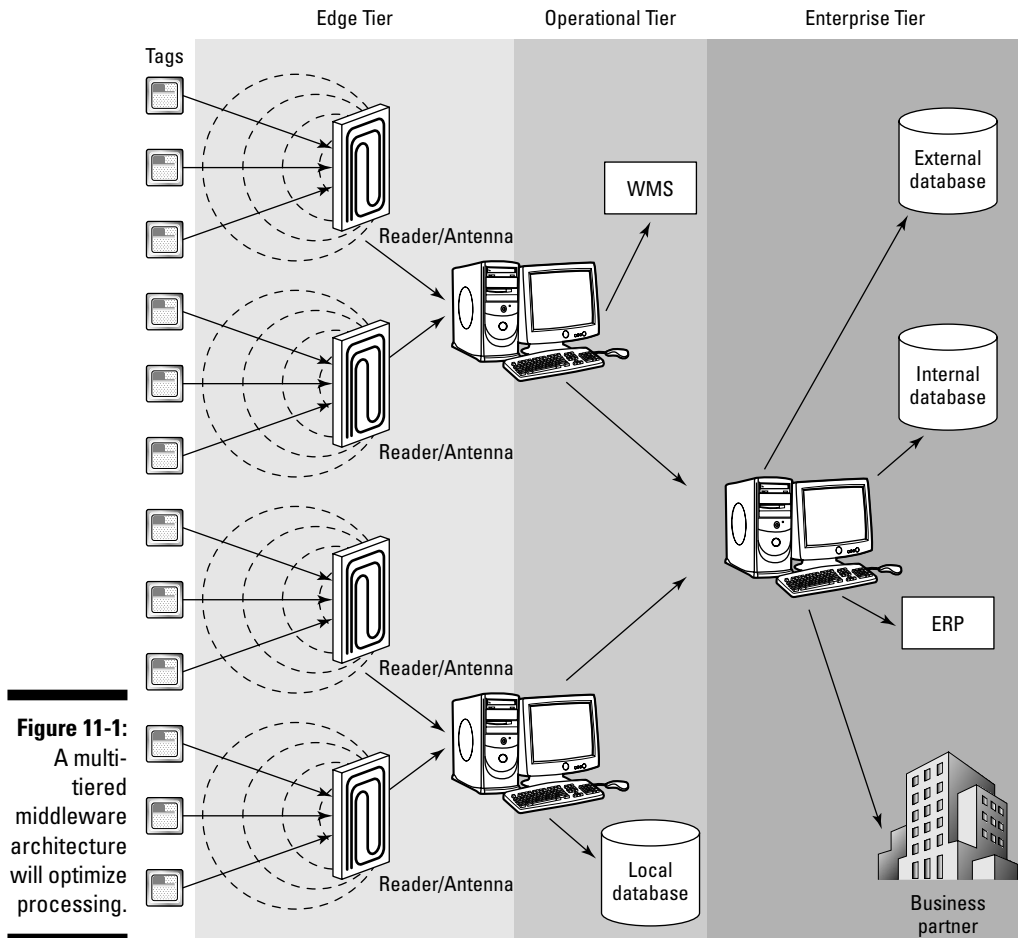 Edge Tier
Operational Tier
Enterprise Tier
Tags
External
database
WMS
Reader/Antenna
Internal
database
Reader/Antenna
ERP
Reader/Antenna
Figure 11-1:
A multi-
tiered
middleware
architecture
will optimize
processing.
Reader/Antenna
Local
database
Business
partner